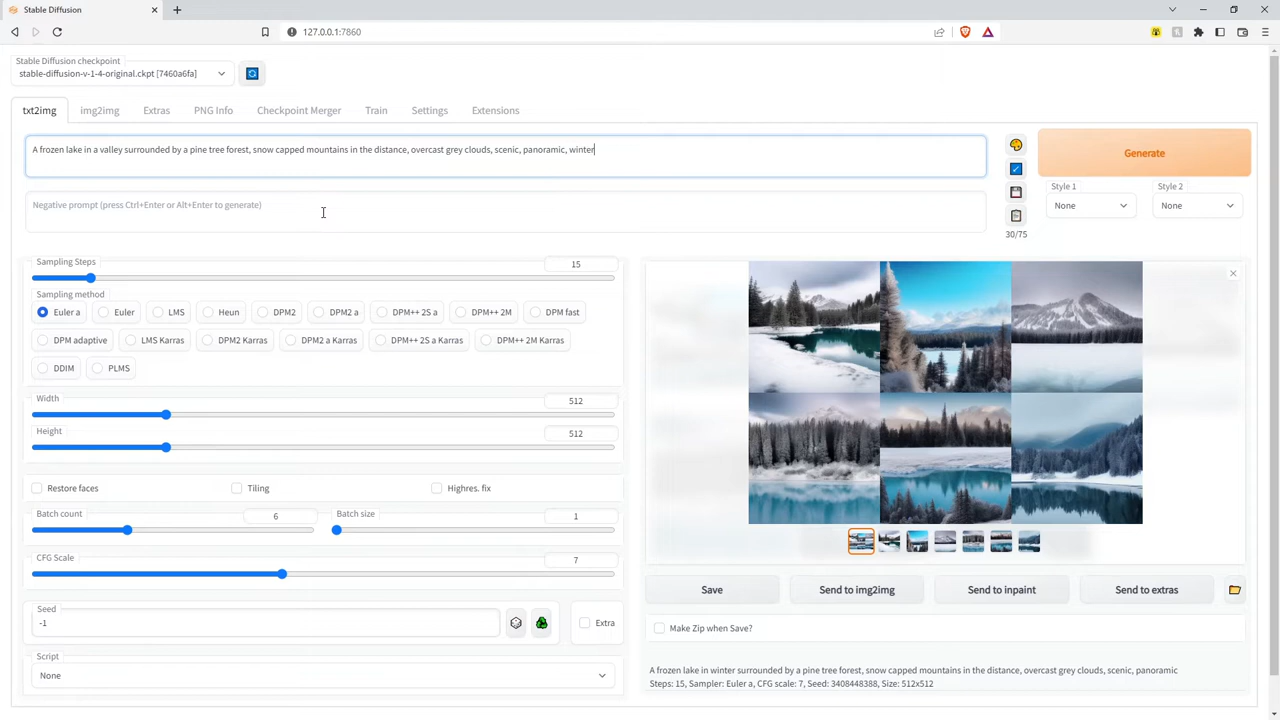 Stable Diffusion
127.0.0.1:7860
Stable Diffusion checkpoint
stable-diffusion-v-1-4-original.ckpt [7460a6fa]
txt2img
img2img
Extras
PNG Info
Checkpoint Merger
Train
Settings
Extensions
A frozen lake in a valley surrounded by a pine tree forest, snow capped mountains in the distance, overcast grey clouds, scenic, panoramic, winter
Negative prompt (press Ctrl+Enter or Alt+Enter to generate)
30/75
Generate
Style 1
Style 2
None
None
Sampling Steps
15
Sampling method
Euler a
Euler
LMS
Heun
DPM2
DPM2 a
DPM++ 2S a
DPM++ 2M
DPM fast
DPM adaptive
LMS Karras
DPM2 Karras
DPM2 a Karras
DPM++ 2S a Karras
DPM++ 2M Karras
DDIM
PLMS
Width
512
Height
512
Restore faces
Tiling
Highres. fix
Batch count
6
Batch size
1
CFG Scale
7
Seed
-1
Extra
Script
None
Save
Send to img2img
Send to inpaint
Send to extras
Make Zip when Save?
A frozen lake in winter surrounded by a pine tree forest, snow capped mountains in the distance, overcast grey clouds, scenic, panoramic
Steps: 15, Sampler: Euler a, CFG scale: 7, Seed: 3408448388, Size: 512x512